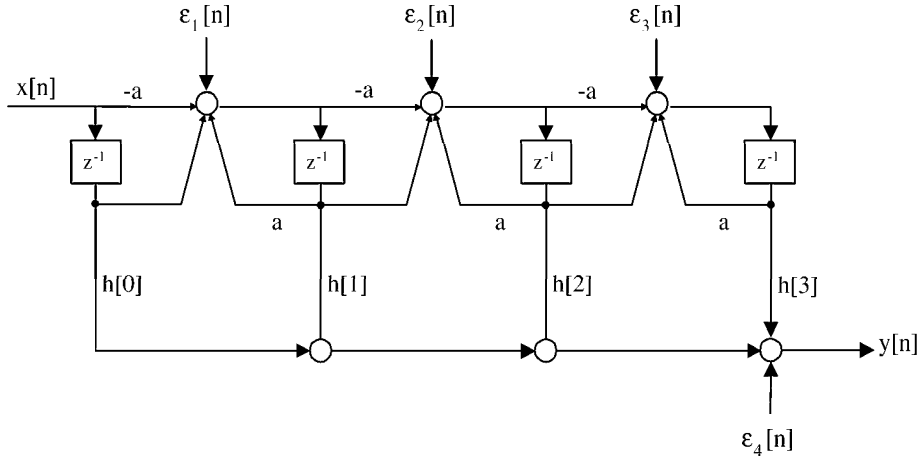 ε₁[n] ε₂[n] ε₃[n]
x[n] -a -a -a
z⁻¹ z⁻¹ z⁻¹ z⁻¹
a a a
h[0] h[1] h[2] h[3]
y[n]
ε₄[n]